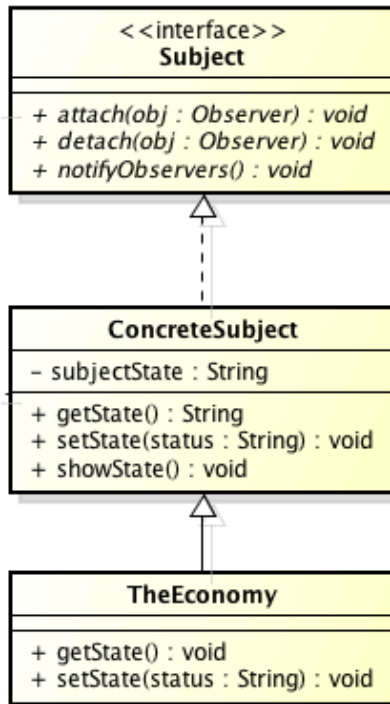 <<interface>>
Subject
+ attach(obj : Observer) : void
+ detach(obj : Observer) : void
+ notifyObservers() : void
ConcreteSubject
- subjectState : String
+ getState() : String
+ setState(status : String) : void
+ showState() : void
TheEconomy
+ getState() : void
+ setState(status : String) : void